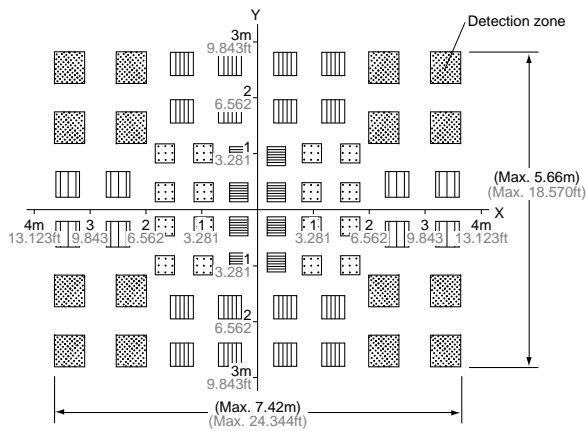 Y
Detection zone
3m
9.843ft
2
6.562
1
3.281
(Max. 5.66m)
(Max. 18.570ft)
4m 3 2 1 1 2 3 4m X
13.123ft 9.843 6.562 3.281 3.281 6.562 9.843 13.123ft
1
3.281
2
6.562
3m
9.843ft
(Max. 7.42m)
(Max. 24.344ft)